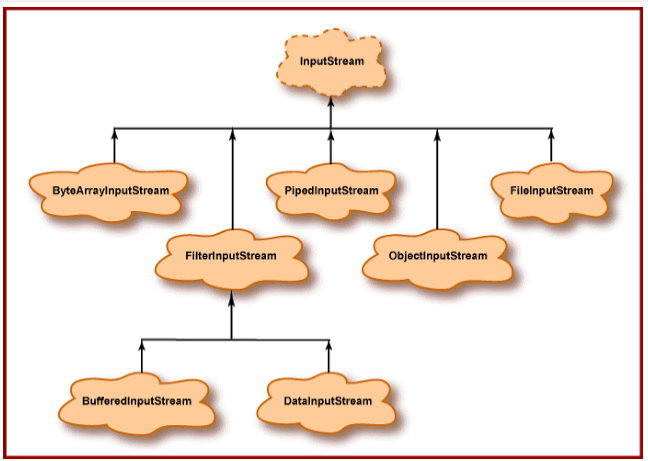 InputStream
ByteArrayInputStream
PipedInputStream
FileInputStream
FilterInputStream
ObjectInputStream
BufferedInputStream
DataInputStream